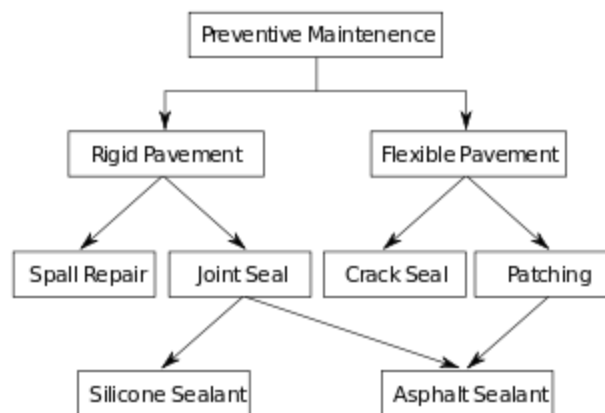 Preventive Maintenence
Rigid Pavement
Flexible Pavement
Spall Repair
Joint Seal
Crack Seal
Patching
Silicone Sealant
Asphalt Sealant